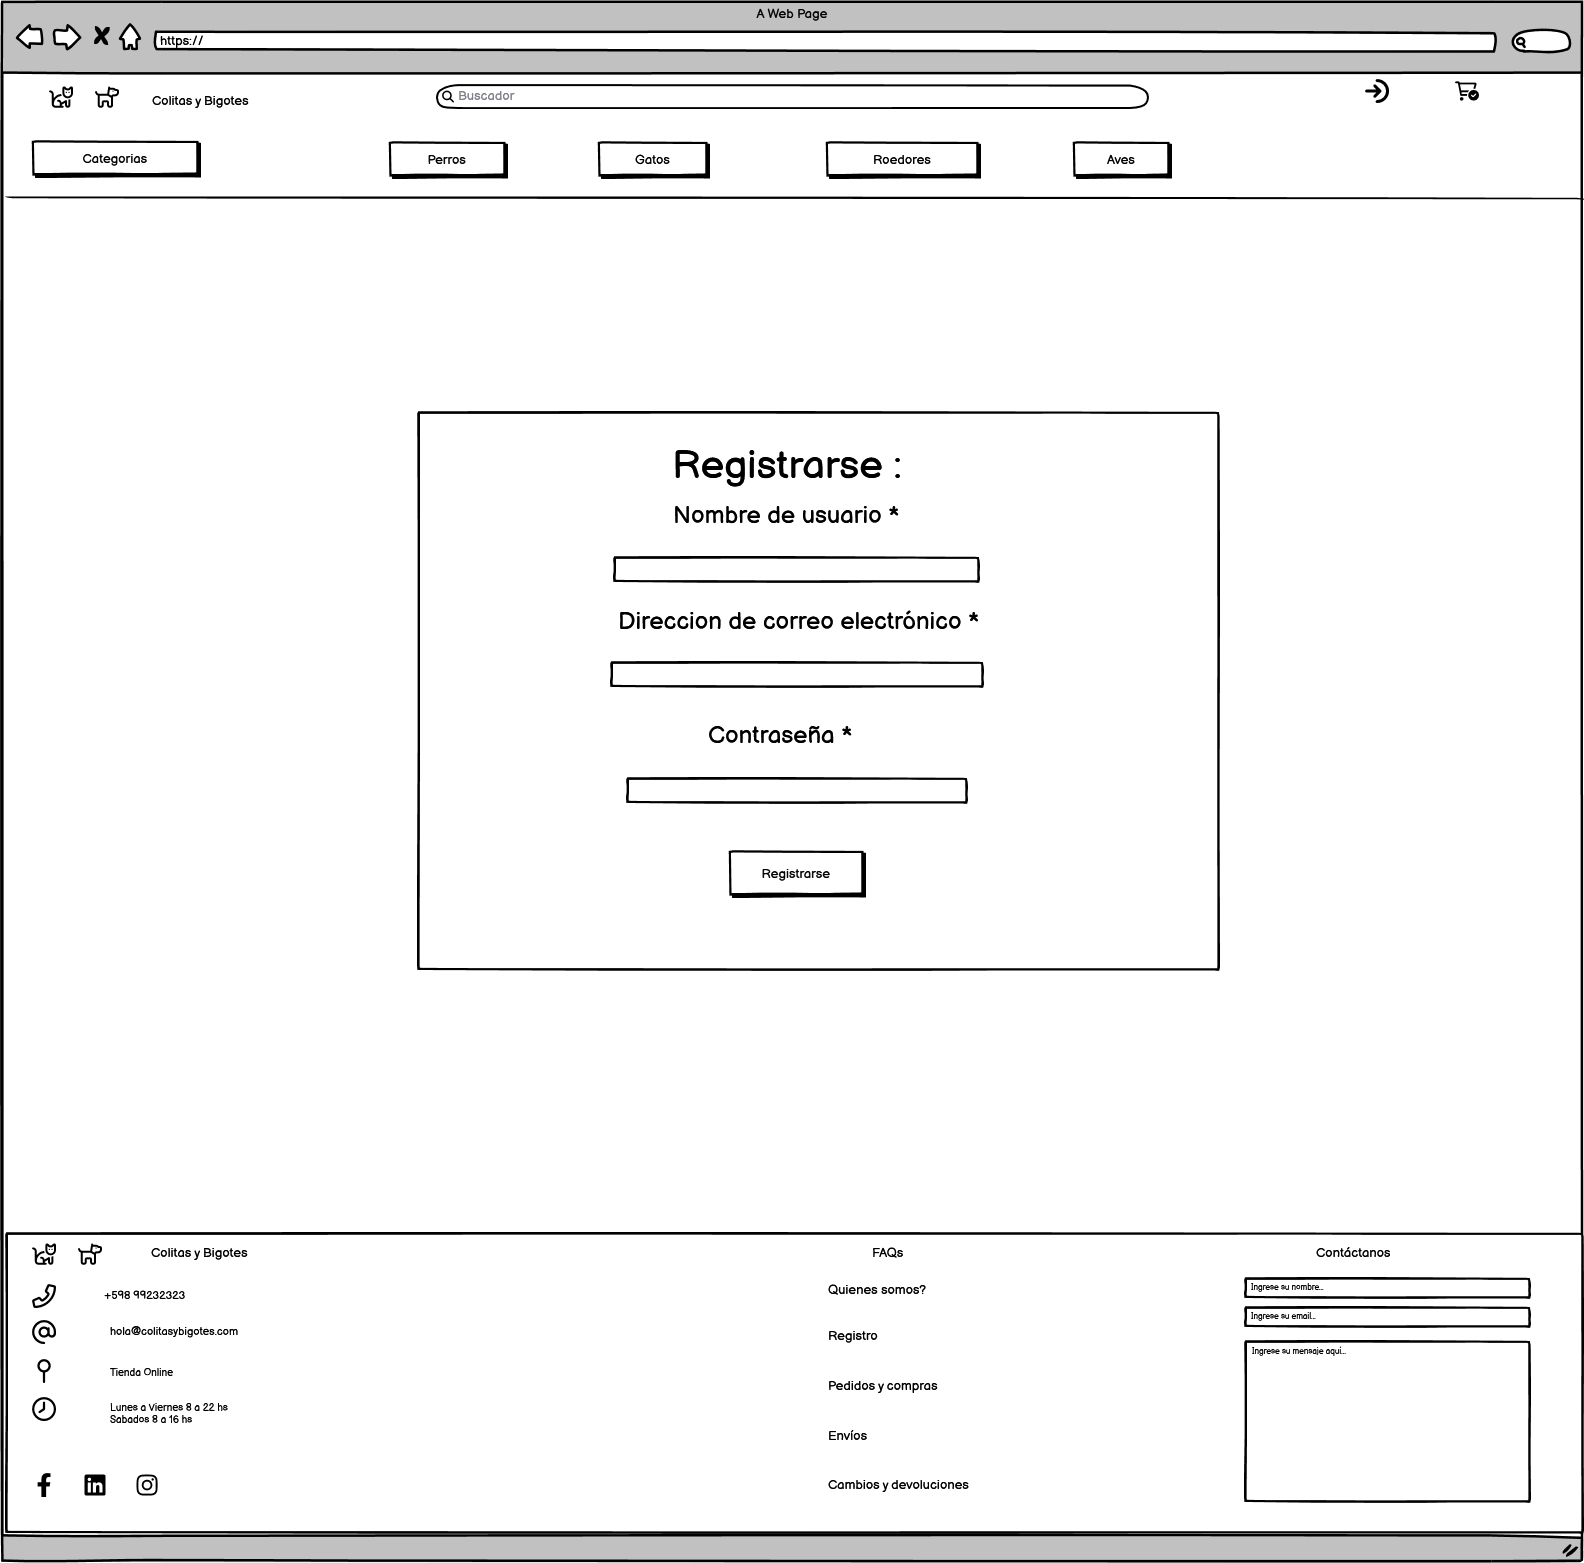 A Web Page
https://
Colitas y Bigotes
Buscador
Categorias
Perros
Gatos
Roedores
Aves
Registrarse :
Nombre de usuario *
Direccion de correo electrónico *
Contraseña *
Registrarse
Colitas y Bigotes
+598 99232323
hola@colitasybigotes.com
Tienda Online
Lunes a Viernes 8 a 22 hs
Sabados 8 a 16 hs
FAQs
Quienes somos?
Registro
Pedidos y compras
Envíos
Cambios y devoluciones
Contáctanos
Ingrese su nombre...
Ingrese su email...
Ingrese su mensaje aqui...